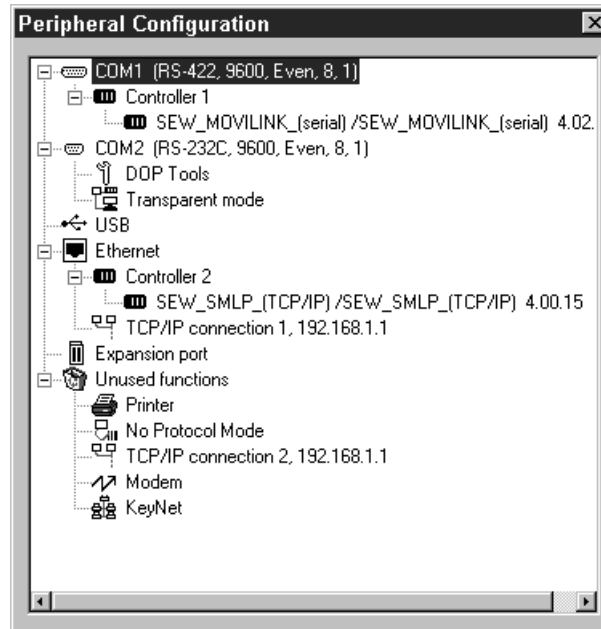 Peripheral Configuration
COM1 (RS-422, 9600, Even, 8, 1)
Controller 1
SEW_MOVILINK_(serial) /SEW_MOVILINK_(serial) 4.02.
COM2 (RS-232C, 9600, Even, 8, 1)
DOP Tools
Transparent mode
USB
Ethernet
Controller 2
SEW_SMLP_(TCP/IP) /SEW_SMLP_(TCP/IP) 4.00.15
TCP/IP connection 1, 192.168.1.1
Expansion port
Unused functions
Printer
No Protocol Mode
TCP/IP connection 2, 192.168.1.1
Modem
KeyNet